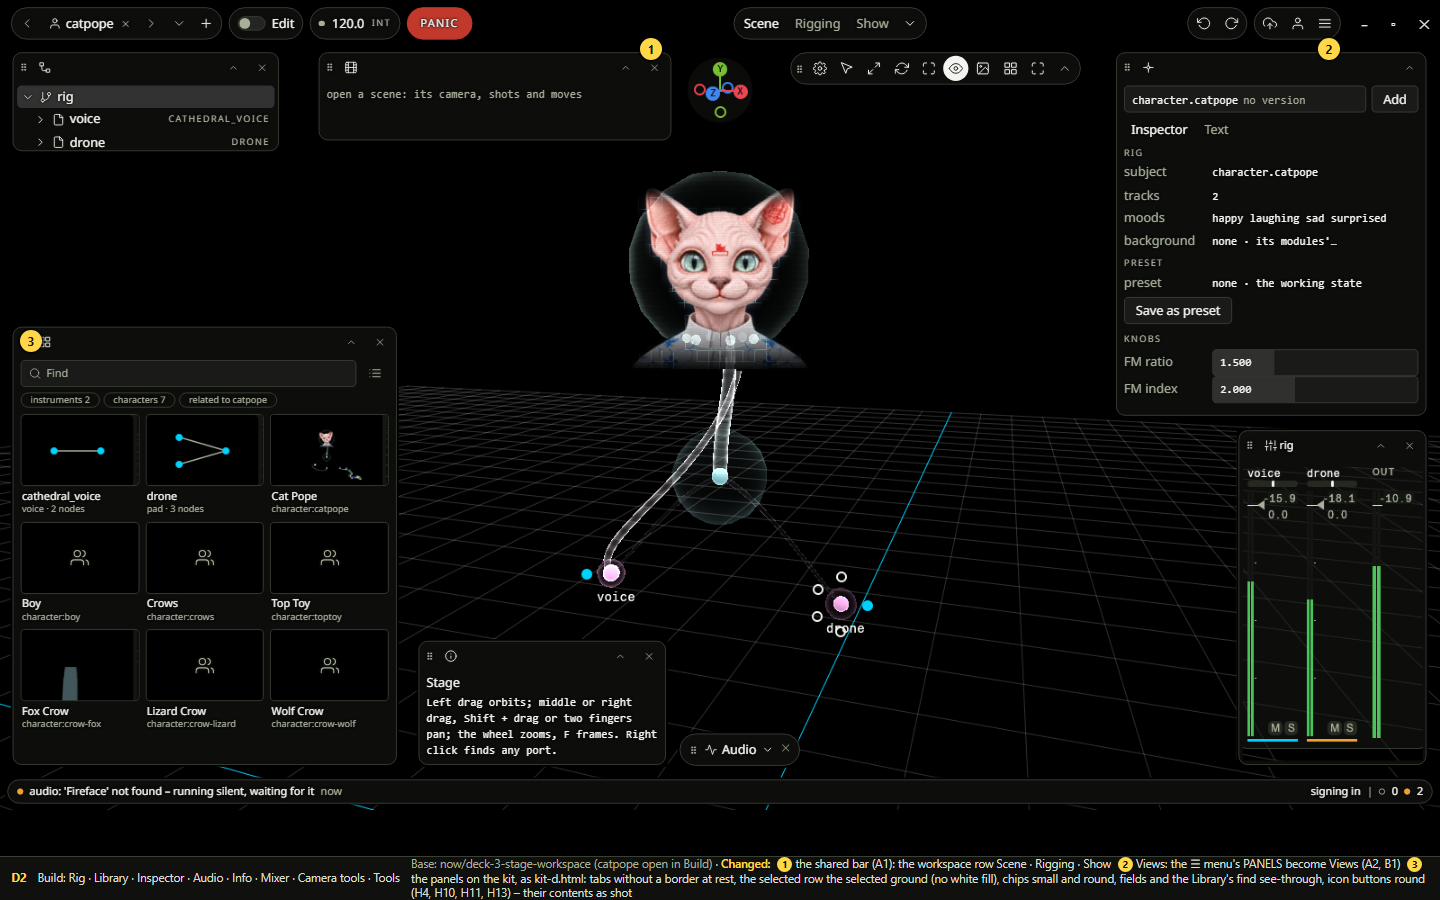 catpope
Edit
120.0 INT
PANIC
Scene Rigging Show
1
2
rig
voice CATHEDRAL_VOICE
drone DRONE
open a scene: its camera, shots and moves
Y
Z
X
character.catpope no version
Add
Inspector Text
RIG
subject character.catpope
tracks 2
moods happy laughing sad surprised
background none · its modules'…
PRESET
preset none · the working state
Save as preset
KNOBS
FM ratio 1.500
FM index 2.000
3
Find
instruments 2 characters 7 related to catpope
cathedral_voice drone Cat Pope
voice · 2 nodes pad · 3 nodes character:catpope
Boy Crows Top Toy
character:boy character:crows character:toptoy
Fox Crow Lizard Crow Wolf Crow
character:crow-fox character:crow-lizard character:crow-wolf
voice
drone
Stage
Left drag orbits; middle or right
drag, Shift + drag or two fingers
pan; the wheel zooms, F frames. Right
click finds any port.
Audio
rig
voice drone OUT
-15.9 -18.1 -10.9
0.0 0.0
M S M S
audio: 'Fireface' not found – running silent, waiting for it now
signing in | 0 2
D2 Build: Rig · Library · Inspector · Audio · Info · Mixer · Camera tools · Tools
Base: now/deck-3-stage-workspace (catpope open in Build) · Changed: 1 the shared bar (A1): the workspace row Scene · Rigging · Show 2 Views: the ☰ menu's PANELS become Views (A2, B1) 3
the panels on the kit, as kit-d.html: tabs without a border at rest, the selected row the selected ground (no white fill), chips small and round, fields and the Library's find see-through, icon buttons round
(H4, H10, H11, H13) – their contents as shot